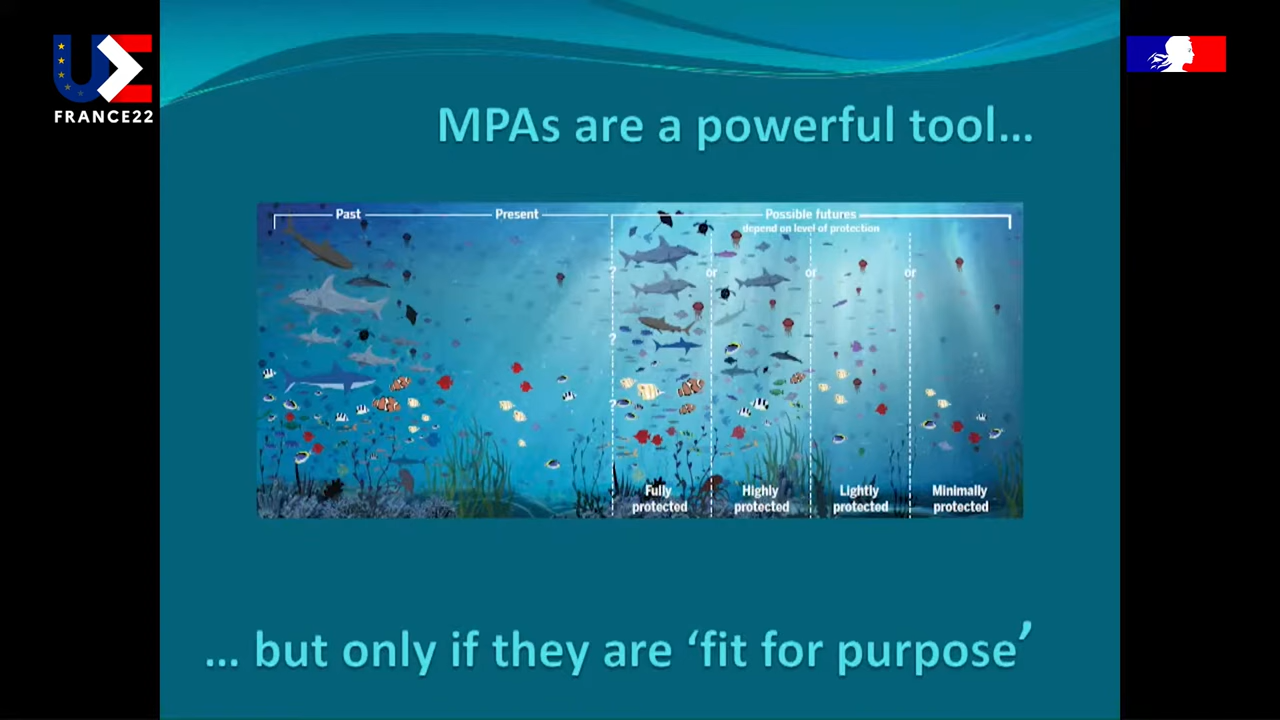 UE
FRANCE22
MPAs are a powerful tool...
Past
Present
Possible futures
depend on level of protection
?
or
or
or
?
?
Fully
protected
Highly
protected
Lightly
protected
Minimally
protected
... but only if they are ‘fit for purpose’